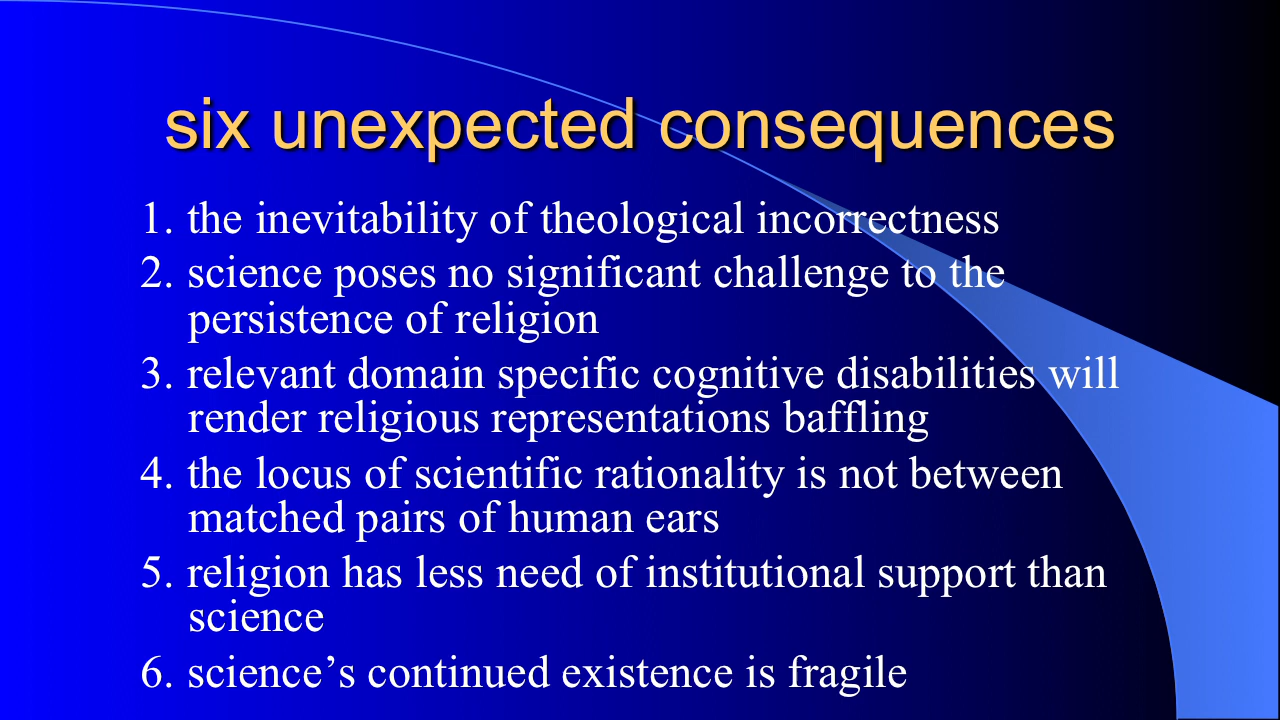 six unexpected consequences
1. the inevitability of theological incorrectness
2. science poses no significant challenge to the
persistence of religion
3. relevant domain specific cognitive disabilities will
render religious representations baffling
4. the locus of scientific rationality is not between
matched pairs of human ears
5. religion has less need of institutional support than
science
6. science’s continued existence is fragile